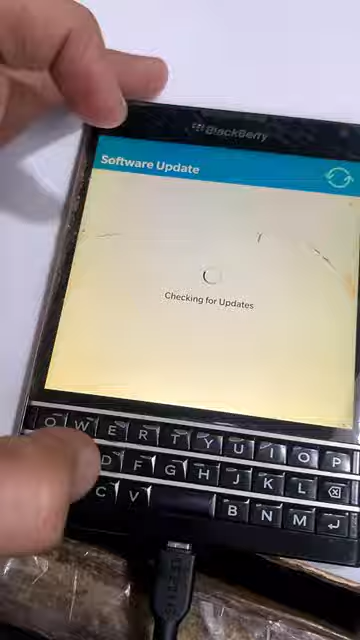 BlackBerry
Software Update
Checking for Updates
Q W E R T Y U I O P
D F G H J K L
C V B N M